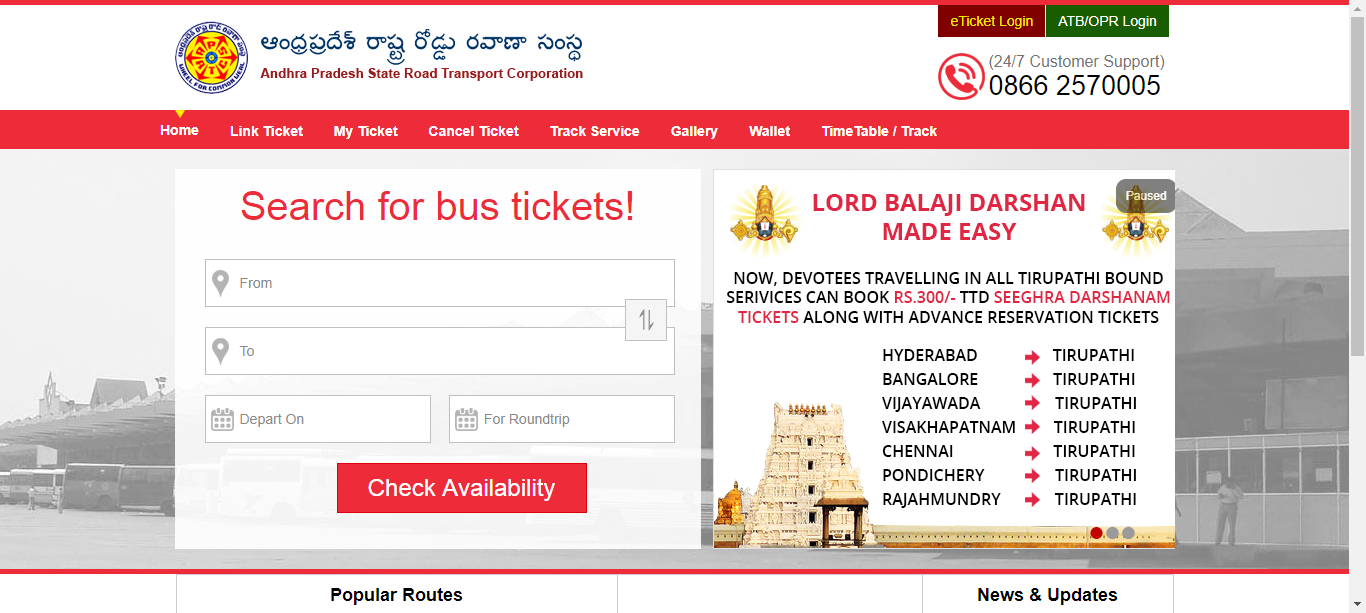 eTicket Login
ATB/OPR Login
ఆంధ్రప్రదేశ్ రాష్ట్ర రోడ్డు రవాణా సంస్థ
Andhra Pradesh State Road Transport Corporation
(24/7 Customer Support)
0866 2570005
Home Link Ticket My Ticket Cancel Ticket Track Service Gallery Wallet TimeTable / Track
Search for bus tickets!
From
To
Depart On For Roundtrip
Check Availability
Paused
LORD BALAJI DARSHAN
MADE EASY
NOW, DEVOTEES TRAVELLING IN ALL TIRUPATHI BOUND
SERIVICES CAN BOOK RS.300/- TTD SEEGHRA DARSHANAM
TICKETS ALONG WITH ADVANCE RESERVATION TICKETS
HYDERABAD TIRUPATHI
BANGALORE TIRUPATHI
VIJAYAWADA TIRUPATHI
VISAKHAPATNAM TIRUPATHI
CHENNAI TIRUPATHI
PONDICHERY TIRUPATHI
RAJAHMUNDRY TIRUPATHI
Popular Routes
News & Updates